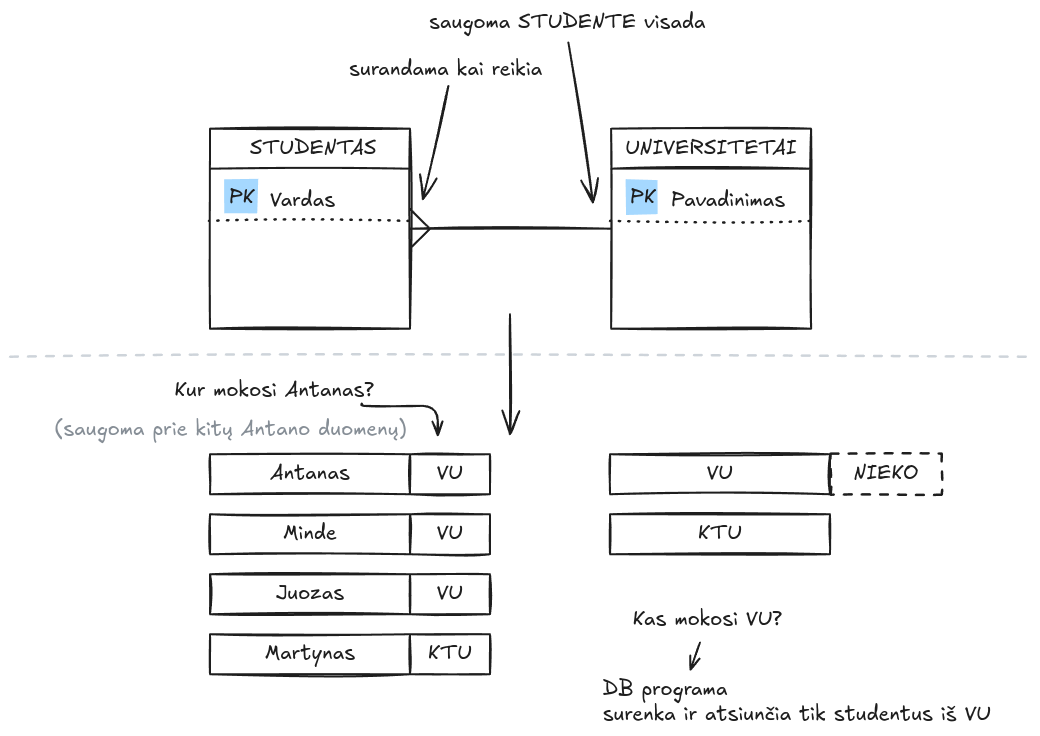 saugoma STUDENTE visada
surandama kai reikia
STUDENTAS
UNIVERSITETAI
PK Vardas
PK Pavadinimas
Kur mokosi Antanas?
(saugoma prie kitų Antano duomenų)
Antanas VU
VU NIEKO
Minde VU
KTU
Juozas VU
Kas mokosi VU?
Martynas KTU
DB programa
surenka ir atsiunčia tik studentus iš VU